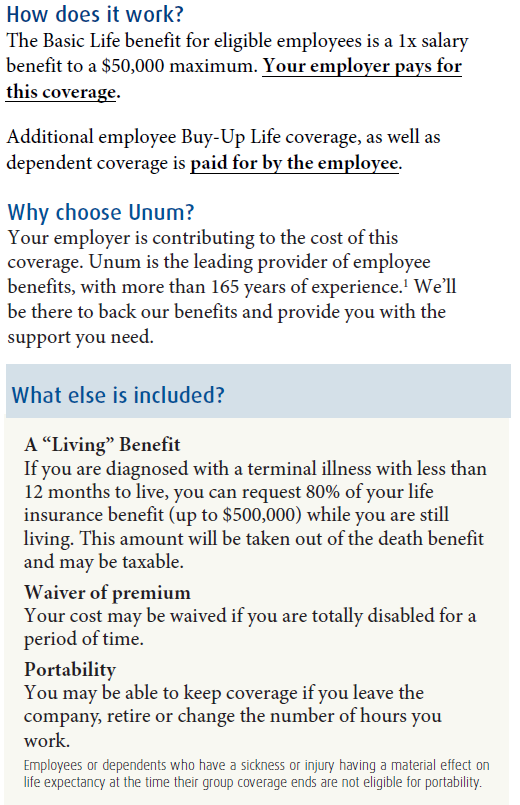 How does it work?
The Basic Life benefit for eligible employees is a 1x salary
benefit to a $50,000 maximum. Your employer pays for
this coverage.
Additional employee Buy-Up Life coverage, as well as
dependent coverage is paid for by the employee.
Why choose Unum?
Your employer is contributing to the cost of this
coverage. Unum is the leading provider of employee
benefits, with more than 165 years of experience.¹ We’ll
be there to back our benefits and provide you with the
support you need.
What else is included?
A “Living” Benefit
If you are diagnosed with a terminal illness with less than
12 months to live, you can request 80% of your life
insurance benefit (up to $500,000) while you are still
living. This amount will be taken out of the death benefit
and may be taxable.
Waiver of premium
Your cost may be waived if you are totally disabled for a
period of time.
Portability
You may be able to keep coverage if you leave the
company, retire or change the number of hours you
work.
Employees or dependents who have a sickness or injury having a material effect on
life expectancy at the time their group coverage ends are not eligible for portability.